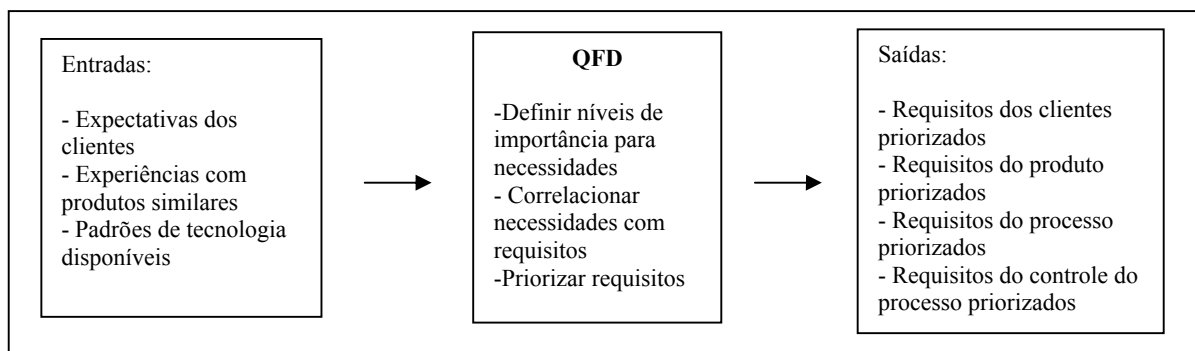 Entradas:
- Expectativas dos
clientes
- Experiências com
produtos similares
- Padrões de tecnologia
disponíveis
QFD
-Definir níveis de
importância para
necessidades
- Correlacionar
necessidades com
requisitos
-Priorizar requisitos
Saídas:
- Requisitos dos clientes
priorizados
- Requisitos do produto
priorizados
- Requisitos do processo
priorizados
- Requisitos do controle do
processo priorizados